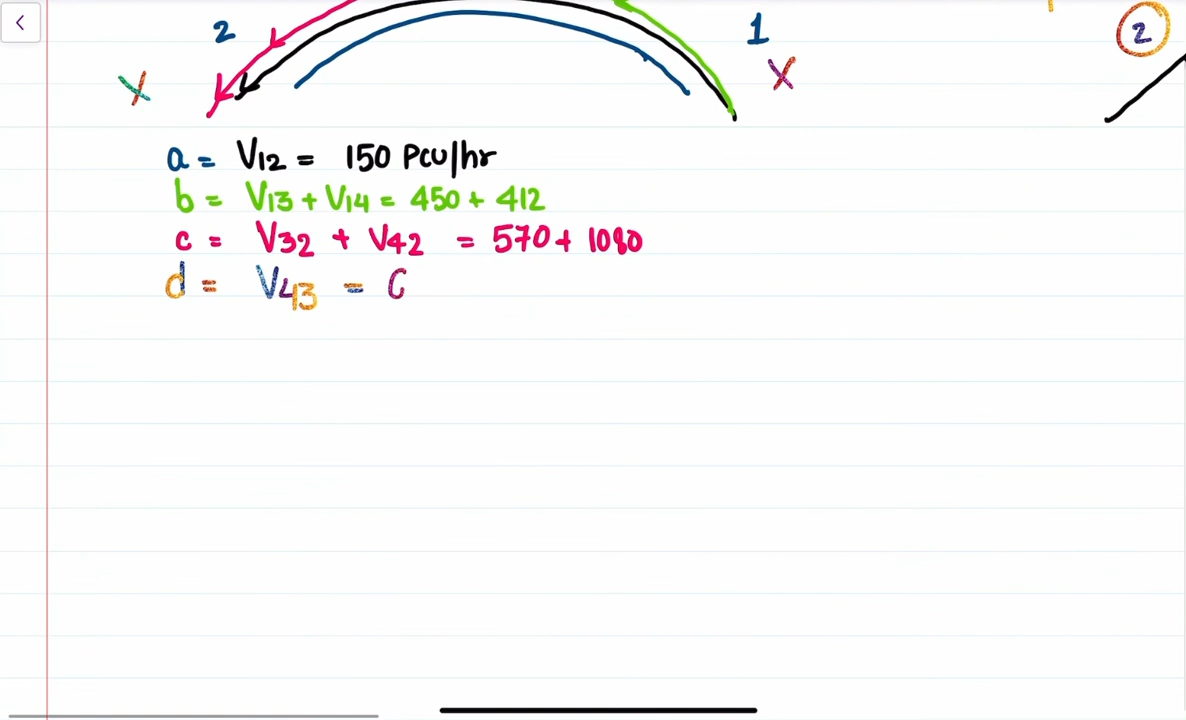 2
1
2
X
X
a = V12 = 150 Pcu/hr
b = V13 + V14 = 450 + 412
c = V32 + V42 = 570 + 1080
d = V43 = C